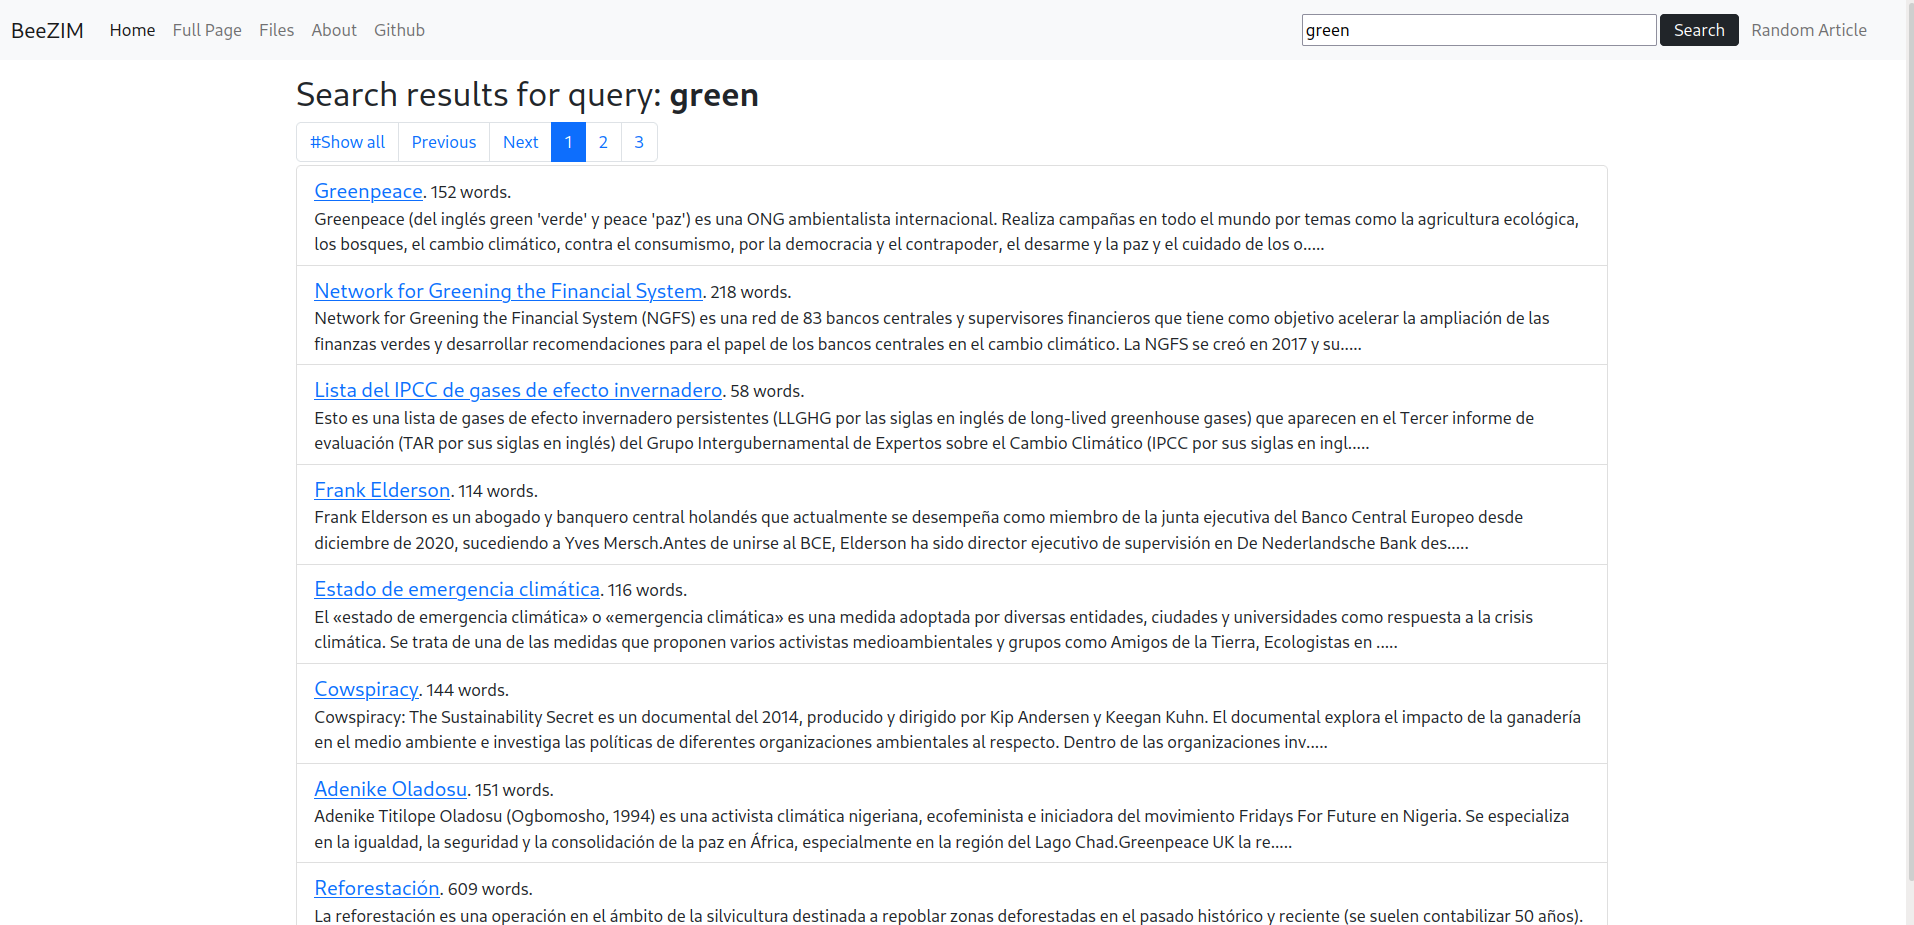 BeeZIM Home Full Page Files About Github green Search Random Article
Search results for query: green
#Show all Previous Next 1 2 3
Greenpeace. 152 words.
Greenpeace (del inglés green 'verde' y peace 'paz') es una ONG ambientalista internacional. Realiza campañas en todo el mundo por temas como la agricultura ecológica,
los bosques, el cambio climático, contra el consumismo, por la democracia y el contrapoder, el desarme y la paz y el cuidado de los o.....
Network for Greening the Financial System. 218 words.
Network for Greening the Financial System (NGFS) es una red de 83 bancos centrales y supervisores financieros que tiene como objetivo acelerar la ampliación de las
finanzas verdes y desarrollar recomendaciones para el papel de los bancos centrales en el cambio climático. La NGFS se creó en 2017 y su.....
Lista del IPCC de gases de efecto invernadero. 58 words.
Esto es una lista de gases de efecto invernadero persistentes (LLGHG por las siglas en inglés de long-lived greenhouse gases) que aparecen en el Tercer informe de
evaluación (TAR por sus siglas en inglés) del Grupo Intergubernamental de Expertos sobre el Cambio Climático (IPCC por sus siglas en ingl.....
Frank Elderson. 114 words.
Frank Elderson es un abogado y banquero central holandés que actualmente se desempeña como miembro de la junta ejecutiva del Banco Central Europeo desde
diciembre de 2020, sucediendo a Yves Mersch.Antes de unirse al BCE, Elderson ha sido director ejecutivo de supervisión en De Nederlandsche Bank des.....
Estado de emergencia climática. 116 words.
El «estado de emergencia climática» o «emergencia climática» es una medida adoptada por diversas entidades, ciudades y universidades como respuesta a la crisis
climática. Se trata de una de las medidas que proponen varios activistas medioambientales y grupos como Amigos de la Tierra, Ecologistas en .....
Cowspiracy. 144 words.
Cowspiracy: The Sustainability Secret es un documental del 2014, producido y dirigido por Kip Andersen y Keegan Kuhn. El documental explora el impacto de la ganadería
en el medio ambiente e investiga las políticas de diferentes organizaciones ambientales al respecto. Dentro de las organizaciones inv.....
Adenike Oladosu. 151 words.
Adenike Titilope Oladosu (Ogbomosho, 1994) es una activista climática nigeriana, ecofeminista e iniciadora del movimiento Fridays For Future en Nigeria. Se especializa
en la igualdad, la seguridad y la consolidación de la paz en África, especialmente en la región del Lago Chad.Greenpeace UK la re.....
Reforestación. 609 words.
La reforestación es una operación en el ámbito de la silvicultura destinada a repoblar zonas deforestadas en el pasado histórico y reciente (se suelen contabilizar 50 años).